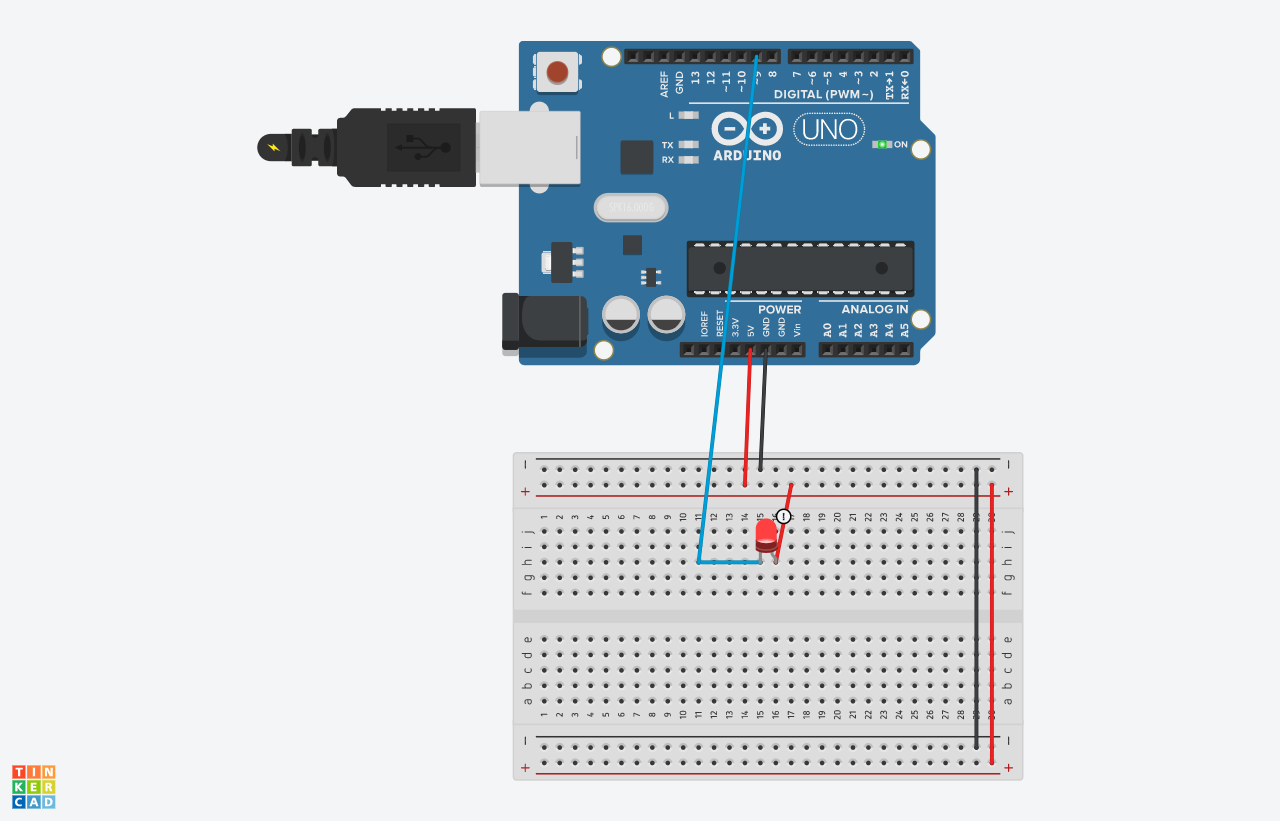 AREF GND 13 12 ~11 ~10 ~9 8 7 ~6 ~5 4 ~3 2 TX→1 RX←0
DIGITAL (PWM~)
L
TX
RX
UNO
ON
ARDUINO
POWER
ANALOG IN
IOREF RESET 3.3V 5V GND GND Vin A0 A1 A2 A3 A4 A5
− −
+ +
1 2 3 4 5 6 7 8 9 10 11 12 13 14 15 16 17 18 19 20 21 22 23 24 25 26 27 28 29 30
j j
i i
h h
g g
f f
e e
d d
c c
b b
a a
1 2 3 4 5 6 7 8 9 10 11 12 13 14 15 16 17 18 19 20 21 22 23 24 25 26 27 28 29 30
− −
+ +
TIN
KER
CAD